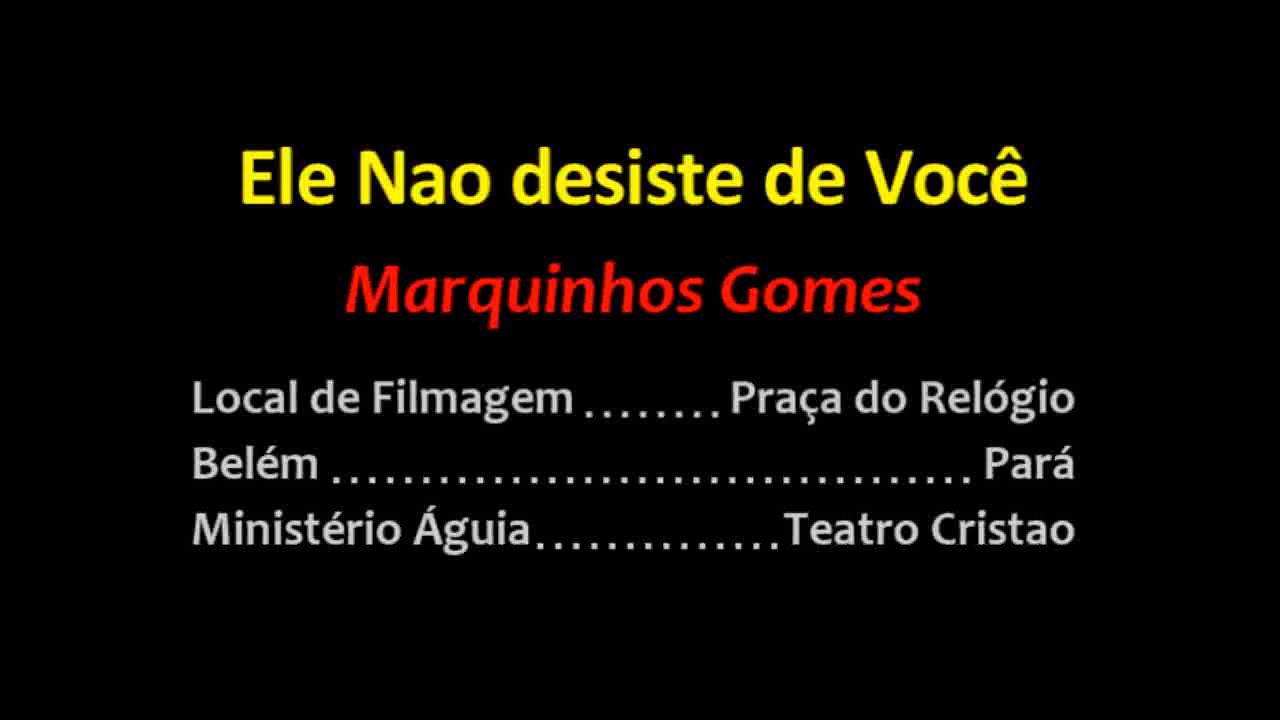 Ele Nao desiste de Você
Marquinhos Gomes
Local de Filmagem ........ Praça do Relógio
Belém .................................... Pará
Ministério Águia..............Teatro Cristao